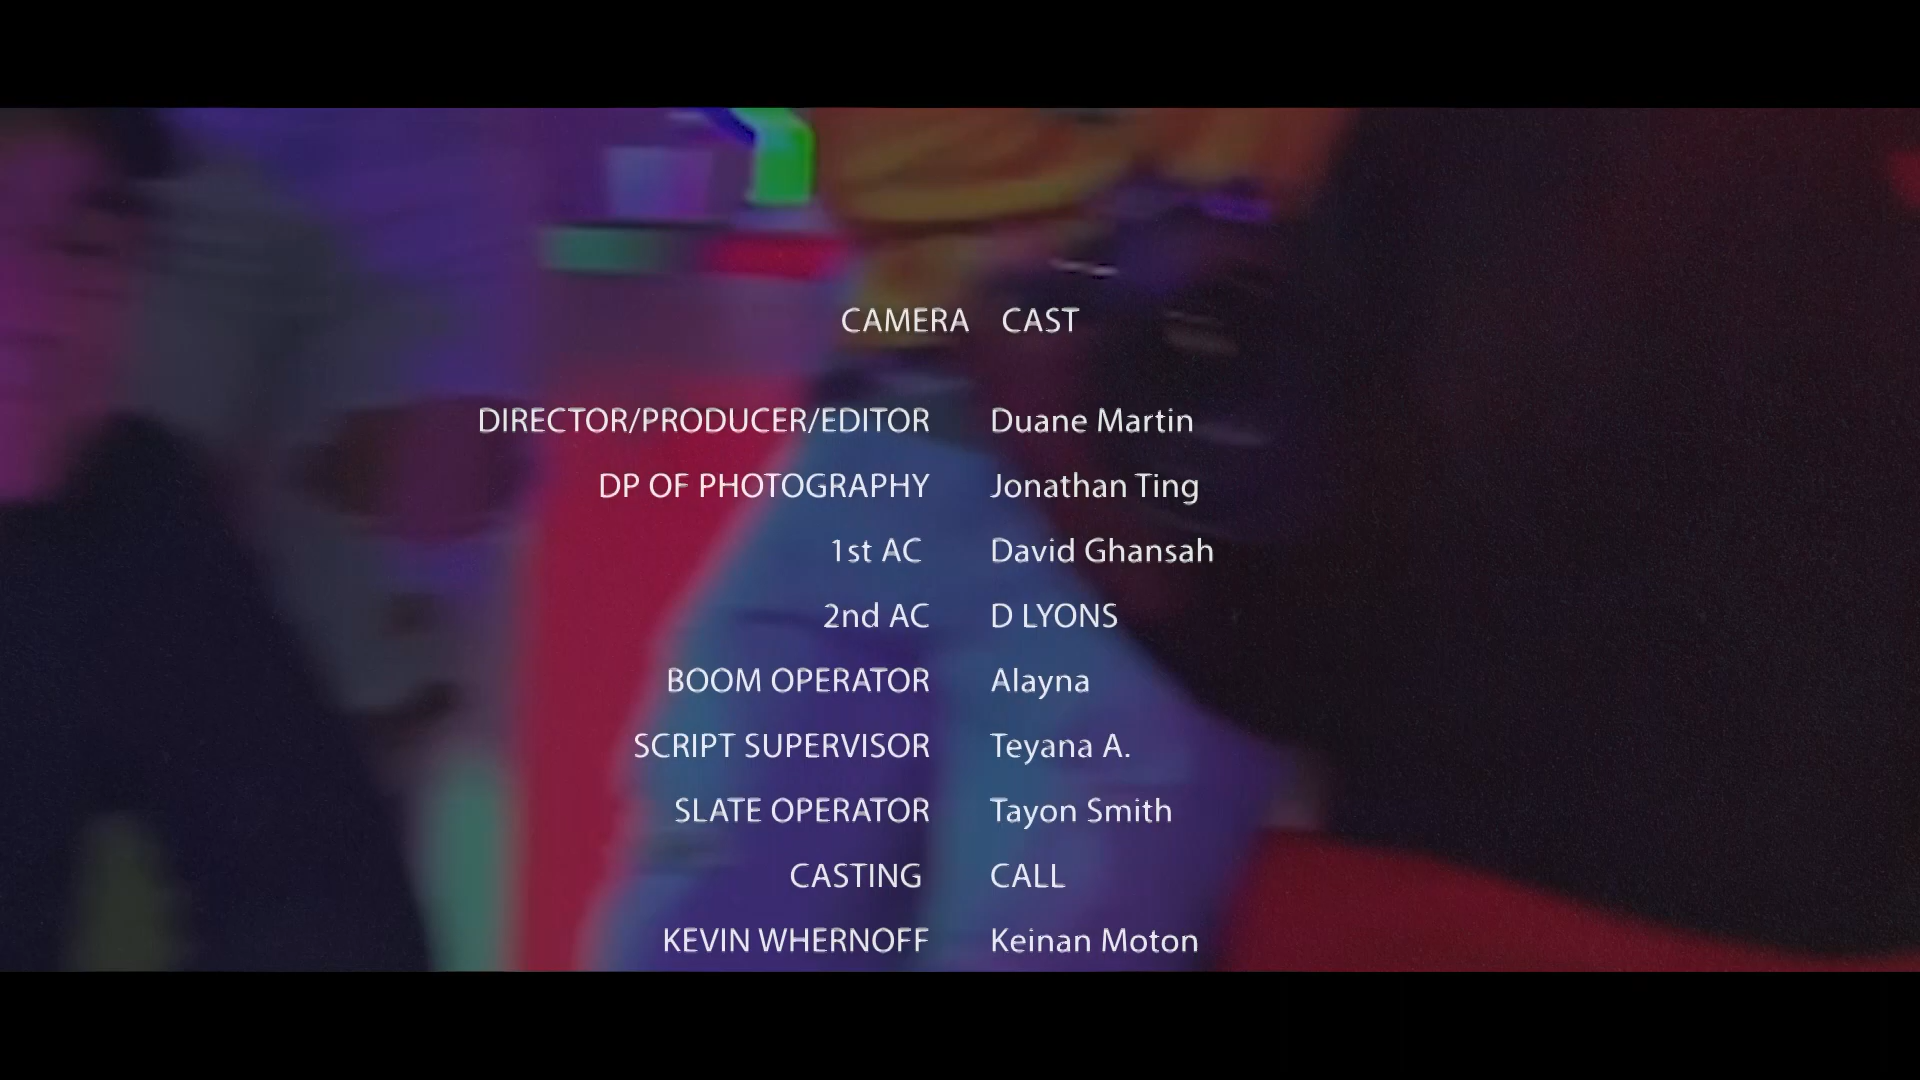 CAMERA CAST
DIRECTOR/PRODUCER/EDITOR Duane Martin
DP OF PHOTOGRAPHY Jonathan Ting
1st AC David Ghansah
2nd AC D LYONS
BOOM OPERATOR Alayna
SCRIPT SUPERVISOR Teyana A.
SLATE OPERATOR Tayon Smith
CASTING CALL
KEVIN WHERNOFF Keinan Moton